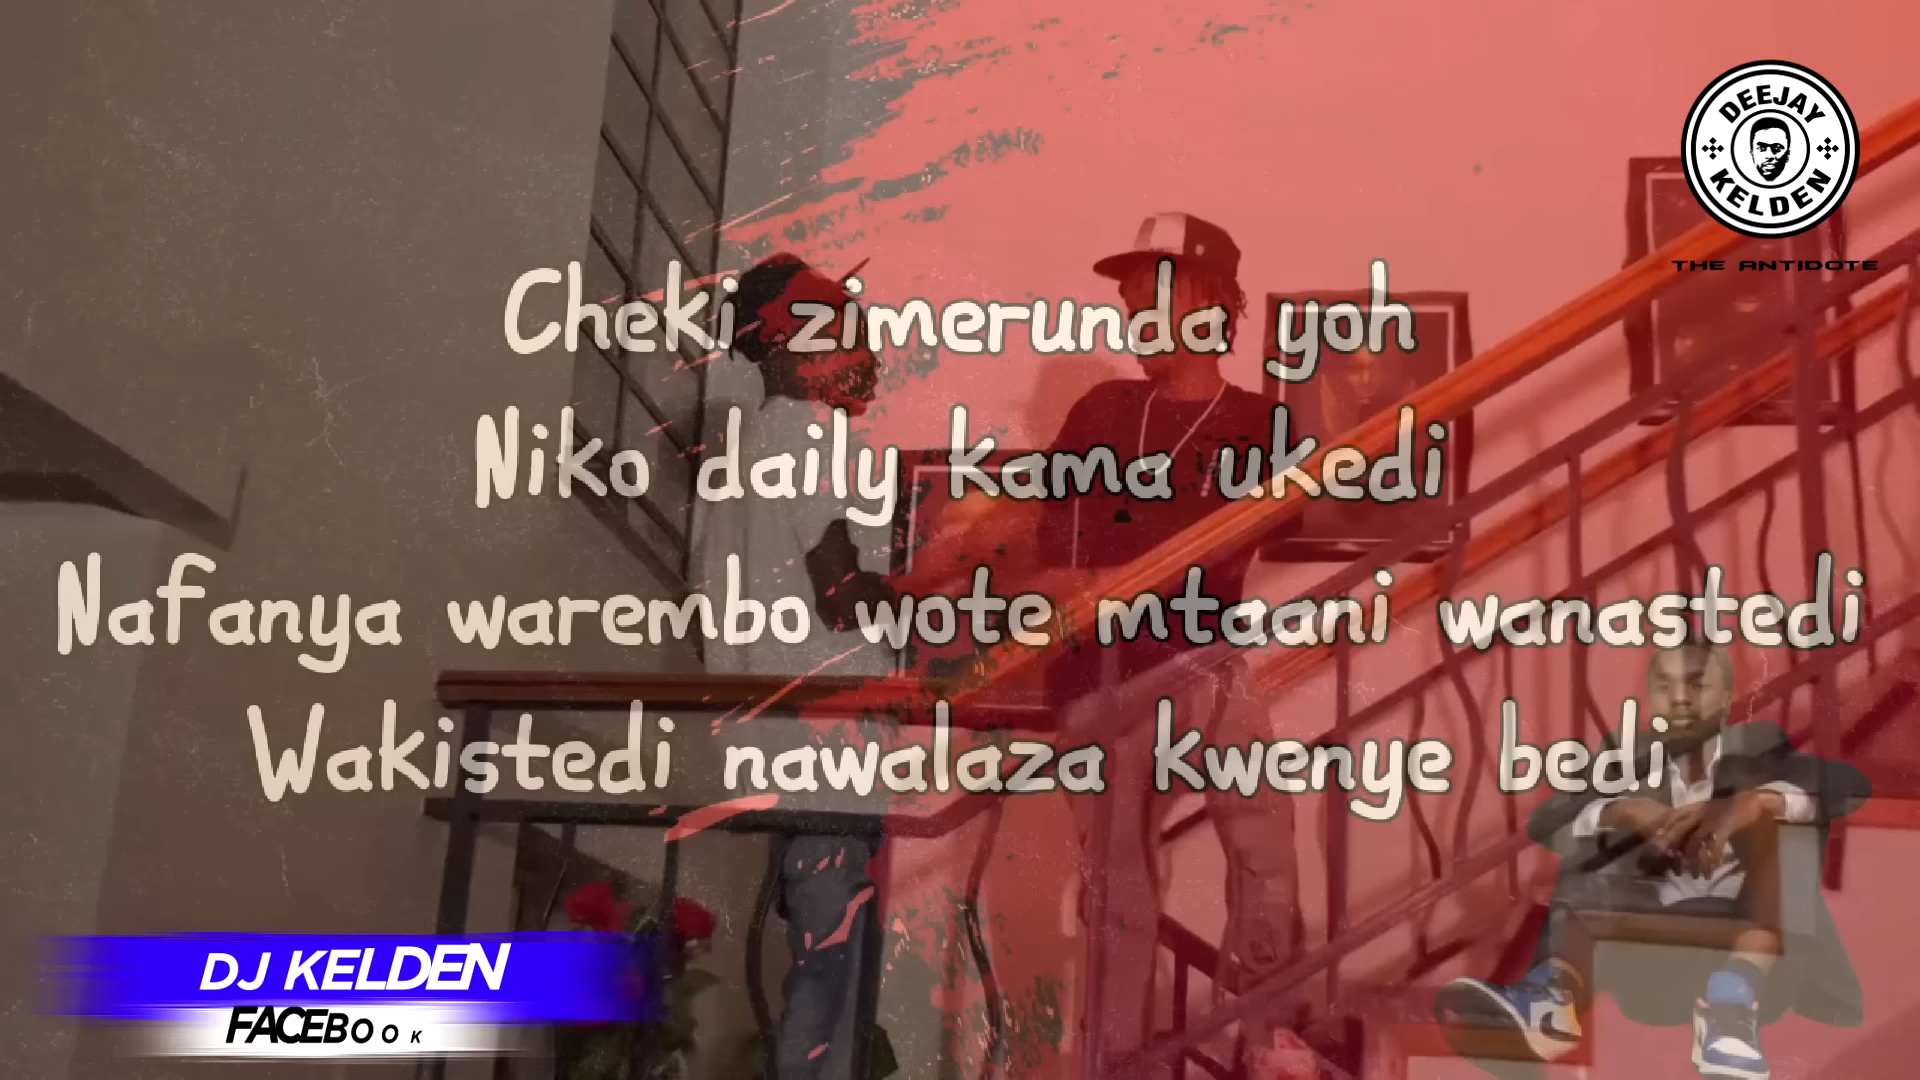 DEEJAY
KELDEN
THE ANTIDOTE
Cheki zimerunda yoh
Niko daily kama ukedi
Nafanya warembo wote mtaani wanastedi
Wakistedi nawalaza kwenye bedi
DJ KELDEN
FACEBOOK